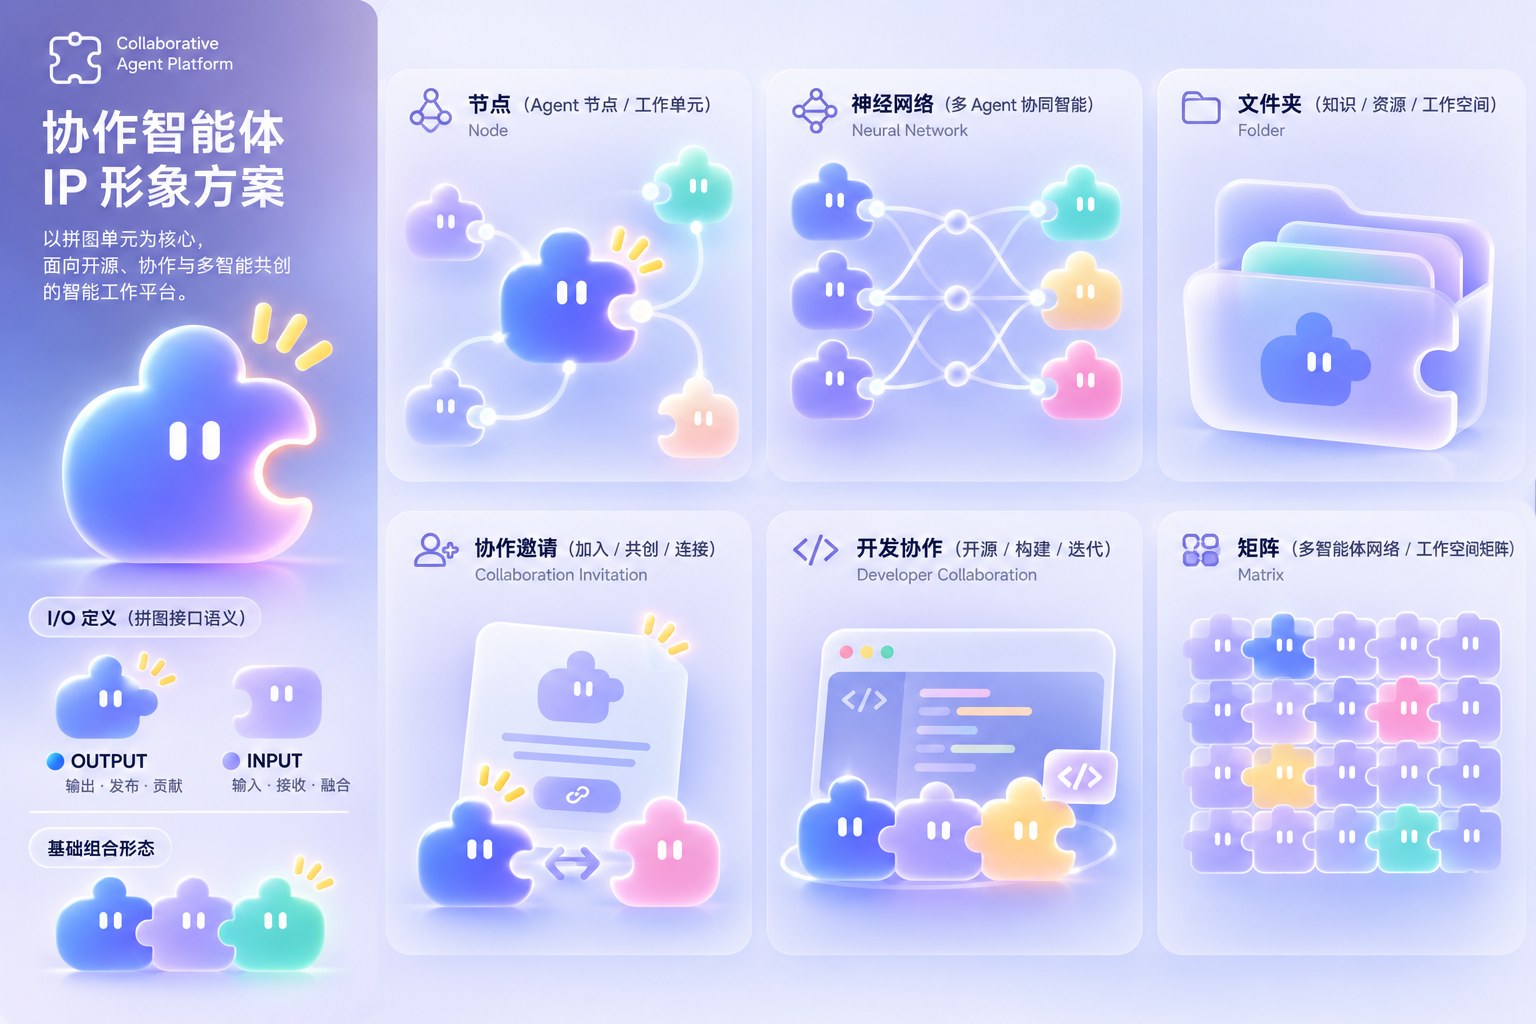 Collaborative
Agent Platform
协作智能体
IP 形象方案
以拼图单元为核心，
面向开源、协作与多智能共创
的智能工作平台。
I/O 定义（拼图接口语义）
OUTPUT
输出 · 发布 · 贡献
INPUT
输入 · 接收 · 融合
基础组合形态
节点（Agent 节点 / 工作单元）
Node
神经网络（多 Agent 协同智能）
Neural Network
文件夹（知识 / 资源 / 工作空间）
Folder
协作邀请（加入 / 共创 / 连接）
Collaboration Invitation
开发协作（开源 / 构建 / 迭代）
Developer Collaboration
</>
</>
矩阵（多智能体网络 / 工作空间矩阵）
Matrix